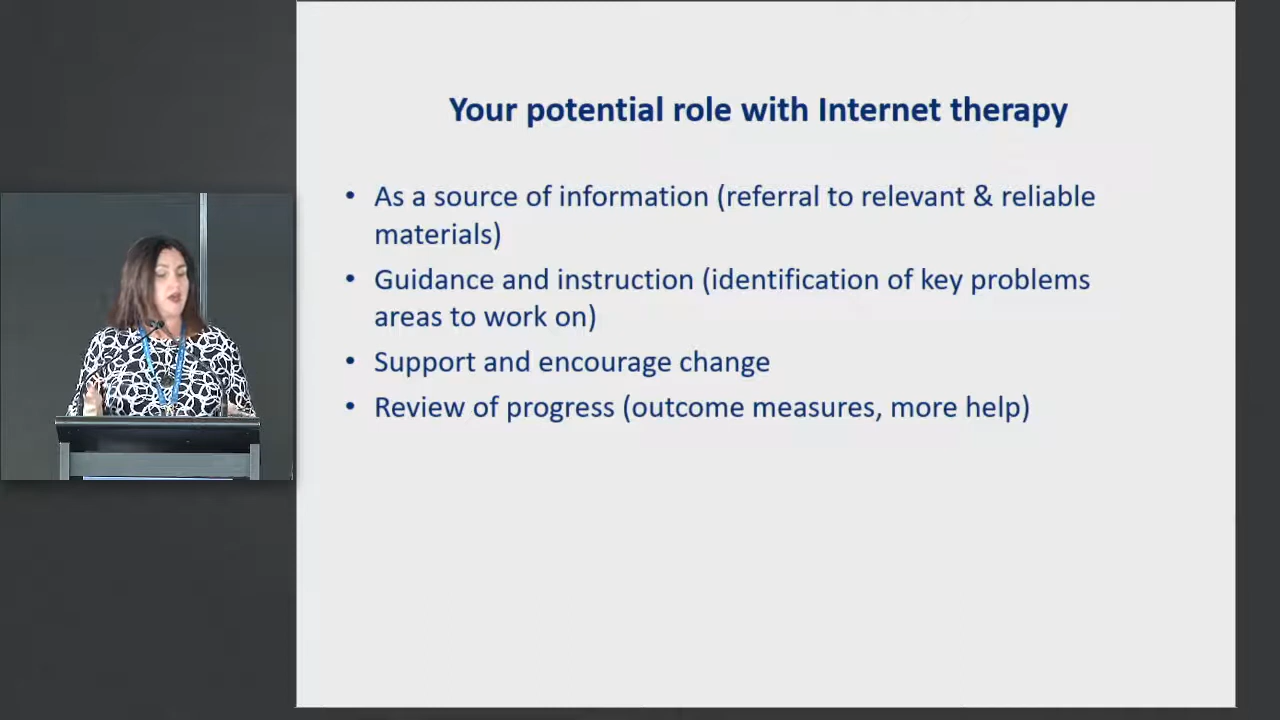 Your potential role with Internet therapy
• As a source of information (referral to relevant & reliable
materials)
• Guidance and instruction (identification of key problems
areas to work on)
• Support and encourage change
• Review of progress (outcome measures, more help)